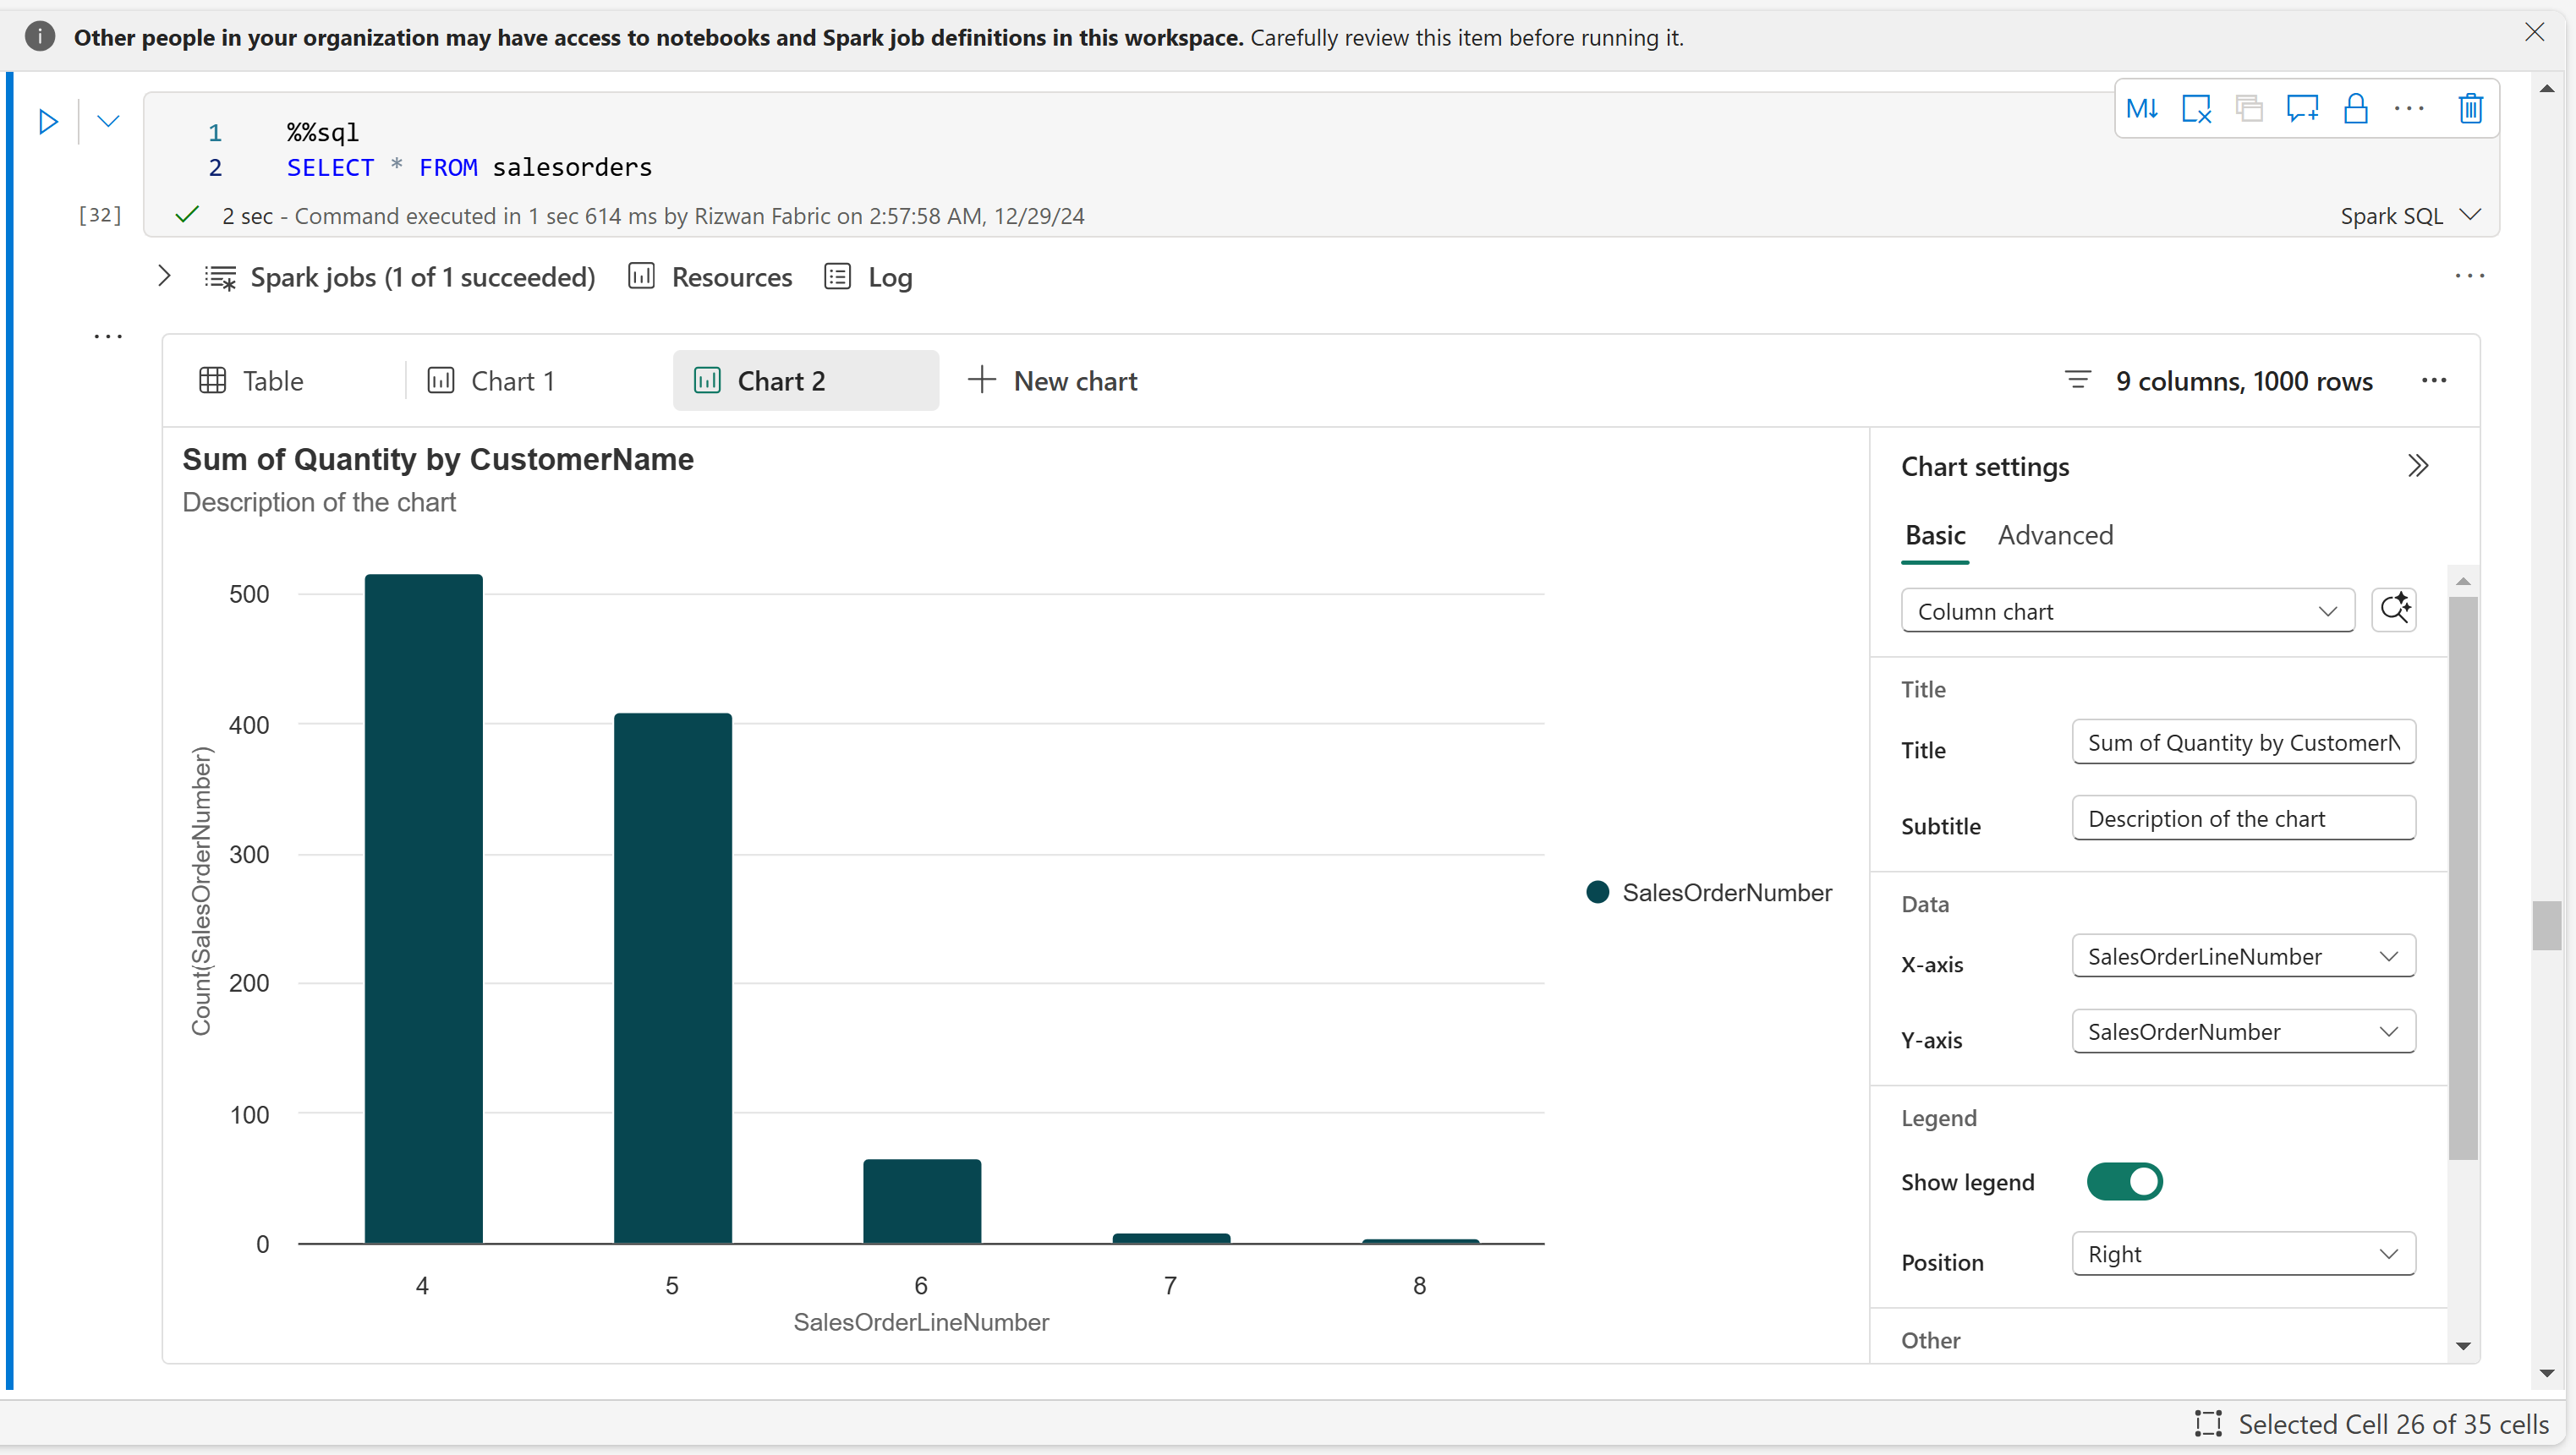 Other people in your organization may have access to notebooks and Spark job definitions in this workspace. Carefully review this item before running it.
M↓
1 %%sql
2 SELECT * FROM salesorders
[32] 2 sec - Command executed in 1 sec 614 ms by Rizwan Fabric on 2:57:58 AM, 12/29/24 Spark SQL
Spark jobs (1 of 1 succeeded) Resources Log
Table Chart 1 Chart 2 New chart 9 columns, 1000 rows
Sum of Quantity by CustomerName
Description of the chart
500
400
300
200
100
0
Count(SalesOrderNumber)
4 5 6 7 8
SalesOrderLineNumber
SalesOrderNumber
Chart settings
Basic Advanced
Column chart
Title
Title Sum of Quantity by CustomerN
Subtitle Description of the chart
Data
X-axis SalesOrderLineNumber
Y-axis SalesOrderNumber
Legend
Show legend
Position Right
Other
Selected Cell 26 of 35 cells